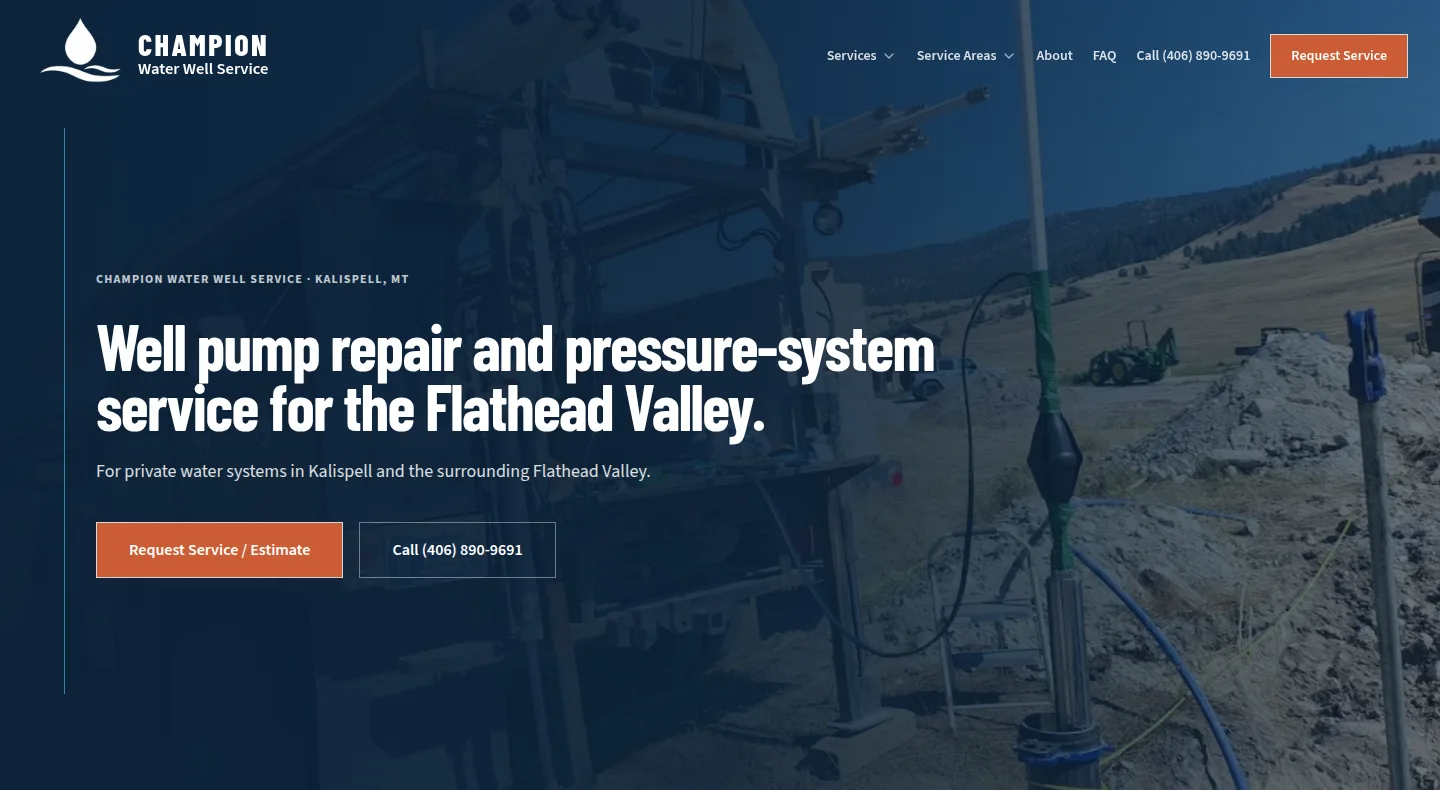 CHAMPION
Water Well Service
Services
Service Areas
About
FAQ
Call (406) 890-9691
Request Service
CHAMPION WATER WELL SERVICE · KALISPELL, MT
Well pump repair and pressure-system
service for the Flathead Valley.
For private water systems in Kalispell and the surrounding Flathead Valley.
Request Service / Estimate
Call (406) 890-9691